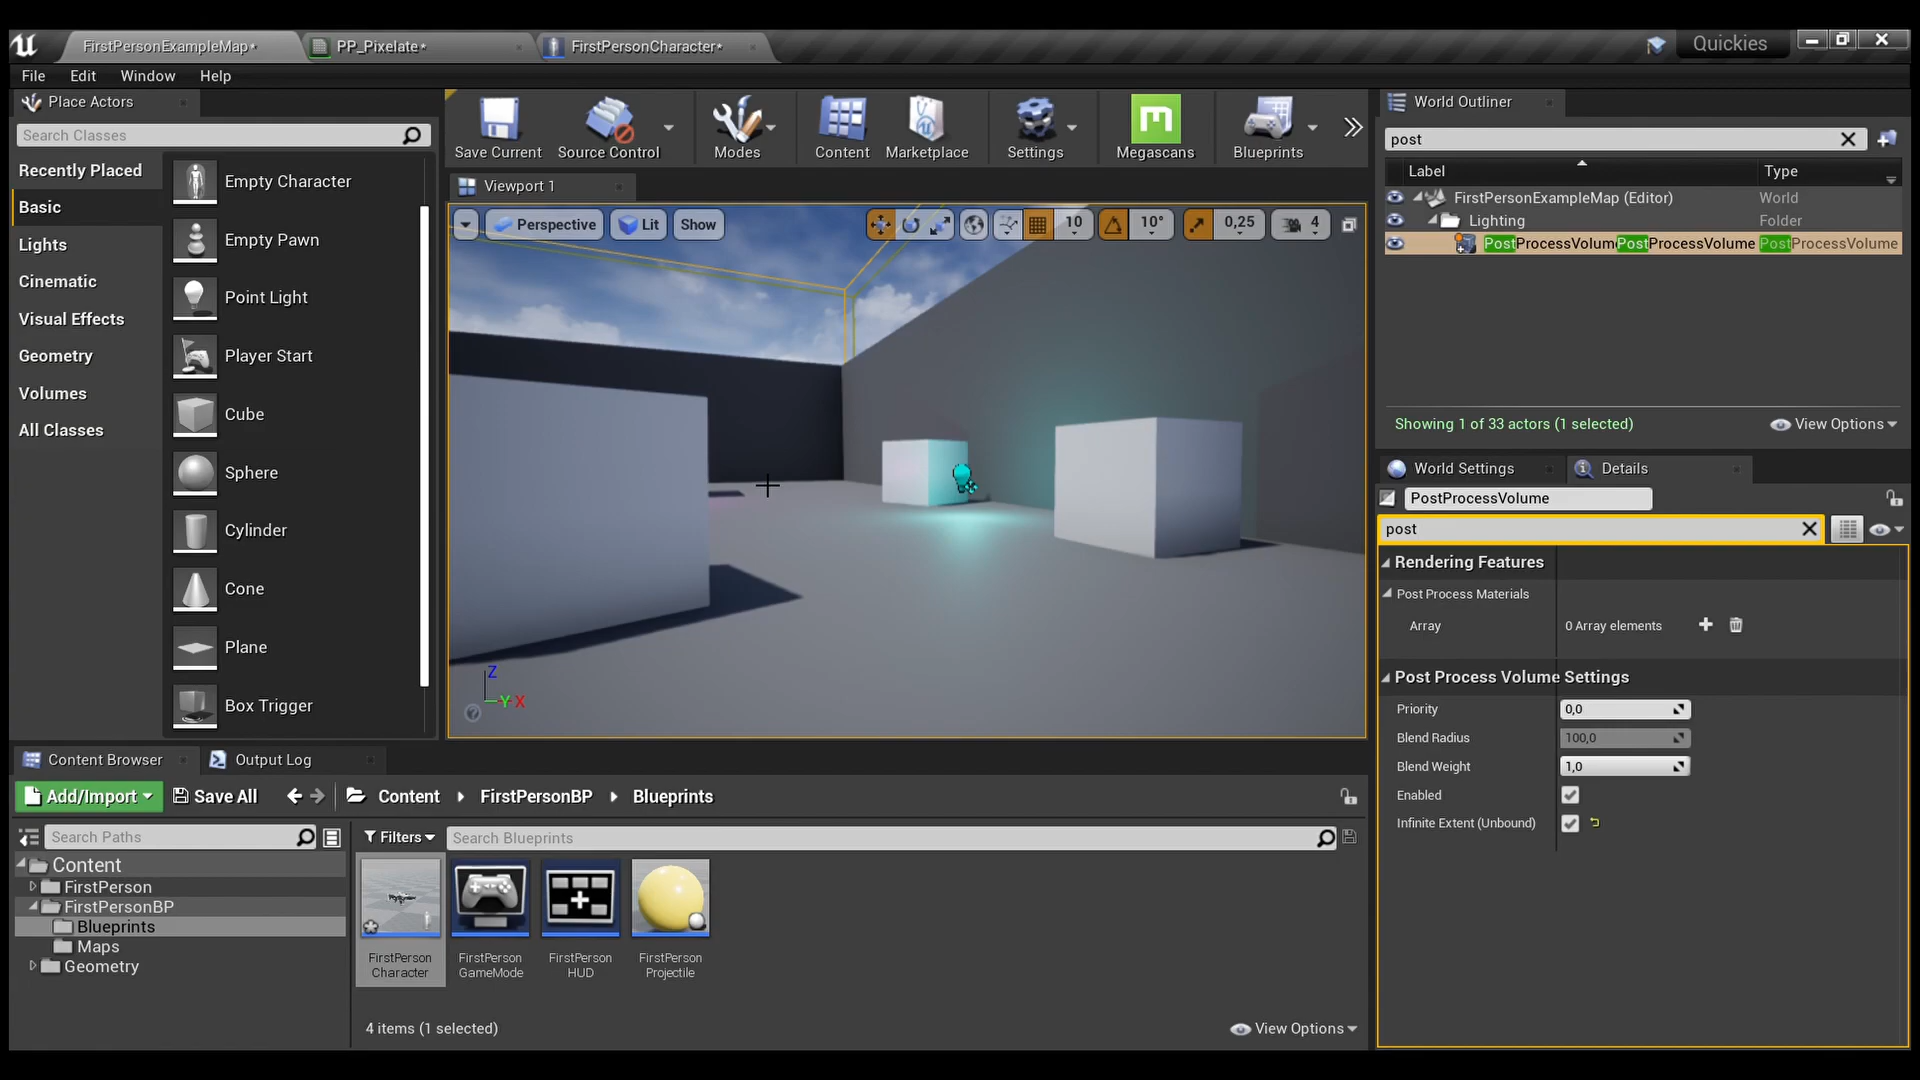 FirstPersonExampleMap*
PP_Pixelate*
FirstPersonCharacter*
Quickies
File Edit Window Help
Place Actors
Search Classes
Recently Placed
Basic
Lights
Cinematic
Visual Effects
Geometry
Volumes
All Classes
Empty Character
Empty Pawn
Point Light
Player Start
Cube
Sphere
Cylinder
Cone
Plane
Box Trigger
Save Current
Source Control
Modes
Content
Marketplace
Settings
Megascans
Blueprints
Viewport 1
Perspective
Lit
Show
10
10°
0,25
4
Z
Y X
World Outliner
post
Label
Type
FirstPersonExampleMap (Editor) World
Lighting Folder
PostProcessVolumPostProcessVolume PostProcessVolume
Showing 1 of 33 actors (1 selected)
View Options
World Settings
Details
PostProcessVolume
post
Rendering Features
Post Process Materials
Array 0 Array elements
Post Process Volume Settings
Priority 0,0
Blend Radius 100,0
Blend Weight 1,0
Enabled
Infinite Extent (Unbound)
Content Browser
Output Log
Add/Import
Save All
Content
FirstPersonBP
Blueprints
Search Paths
Filters
Search Blueprints
Content
FirstPerson
FirstPersonBP
Blueprints
Maps
Geometry
FirstPerson
Character
FirstPerson
GameMode
FirstPerson
HUD
FirstPerson
Projectile
4 items (1 selected)
View Options